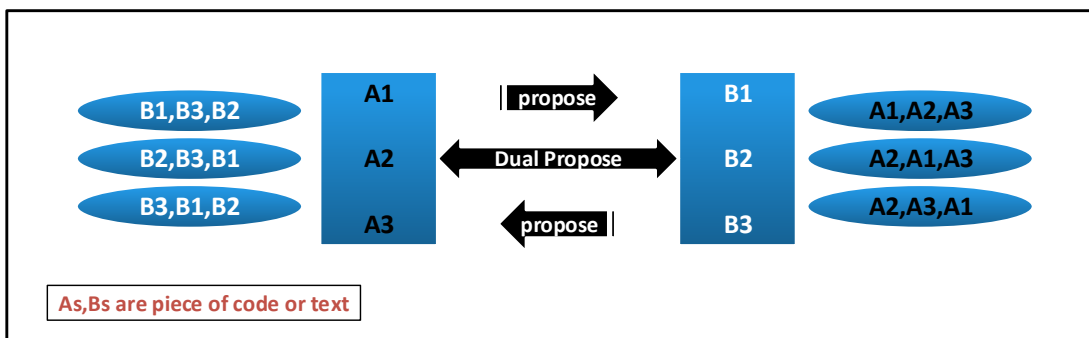 B1,B3,B2
A1
propose
B1
A1,A2,A3
B2,B3,B1
A2
Dual Propose
B2
A2,A1,A3
B3,B1,B2
A3
propose
B3
A2,A3,A1
As,Bs are piece of code or text